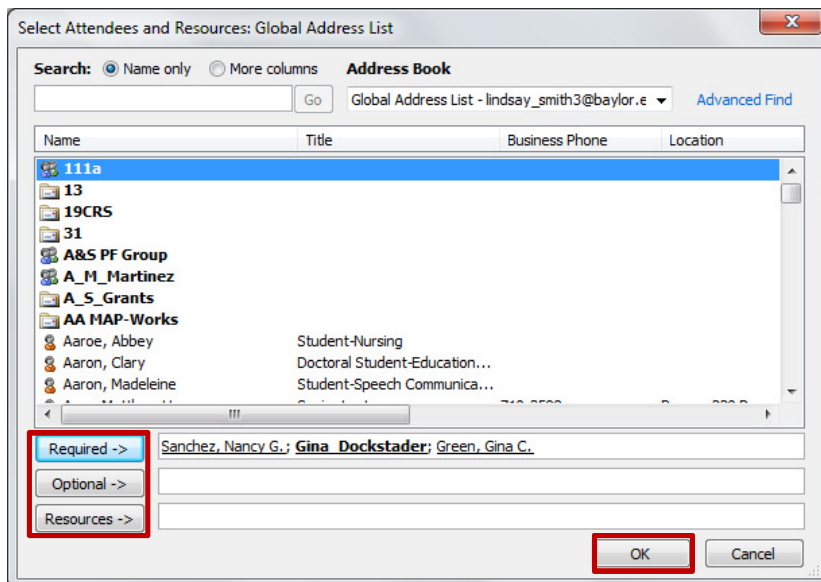 Select Attendees and Resources: Global Address List
Search: Name only More columns Address Book
Go Global Address List - lindsay_smith3@baylor.e Advanced Find
Name Title Business Phone Location
111a
13
19CRS
31
A&S PF Group
A_M_Martinez
A_S_Grants
AA MAP-Works
Aaroe, Abbey Student-Nursing
Aaron, Clary Doctoral Student-Education...
Aaron, Madeleine Student-Speech Communica...
Required -> Sanchez, Nancy G.; Gina_Dockstader; Green, Gina C.
Optional ->
Resources ->
OK Cancel